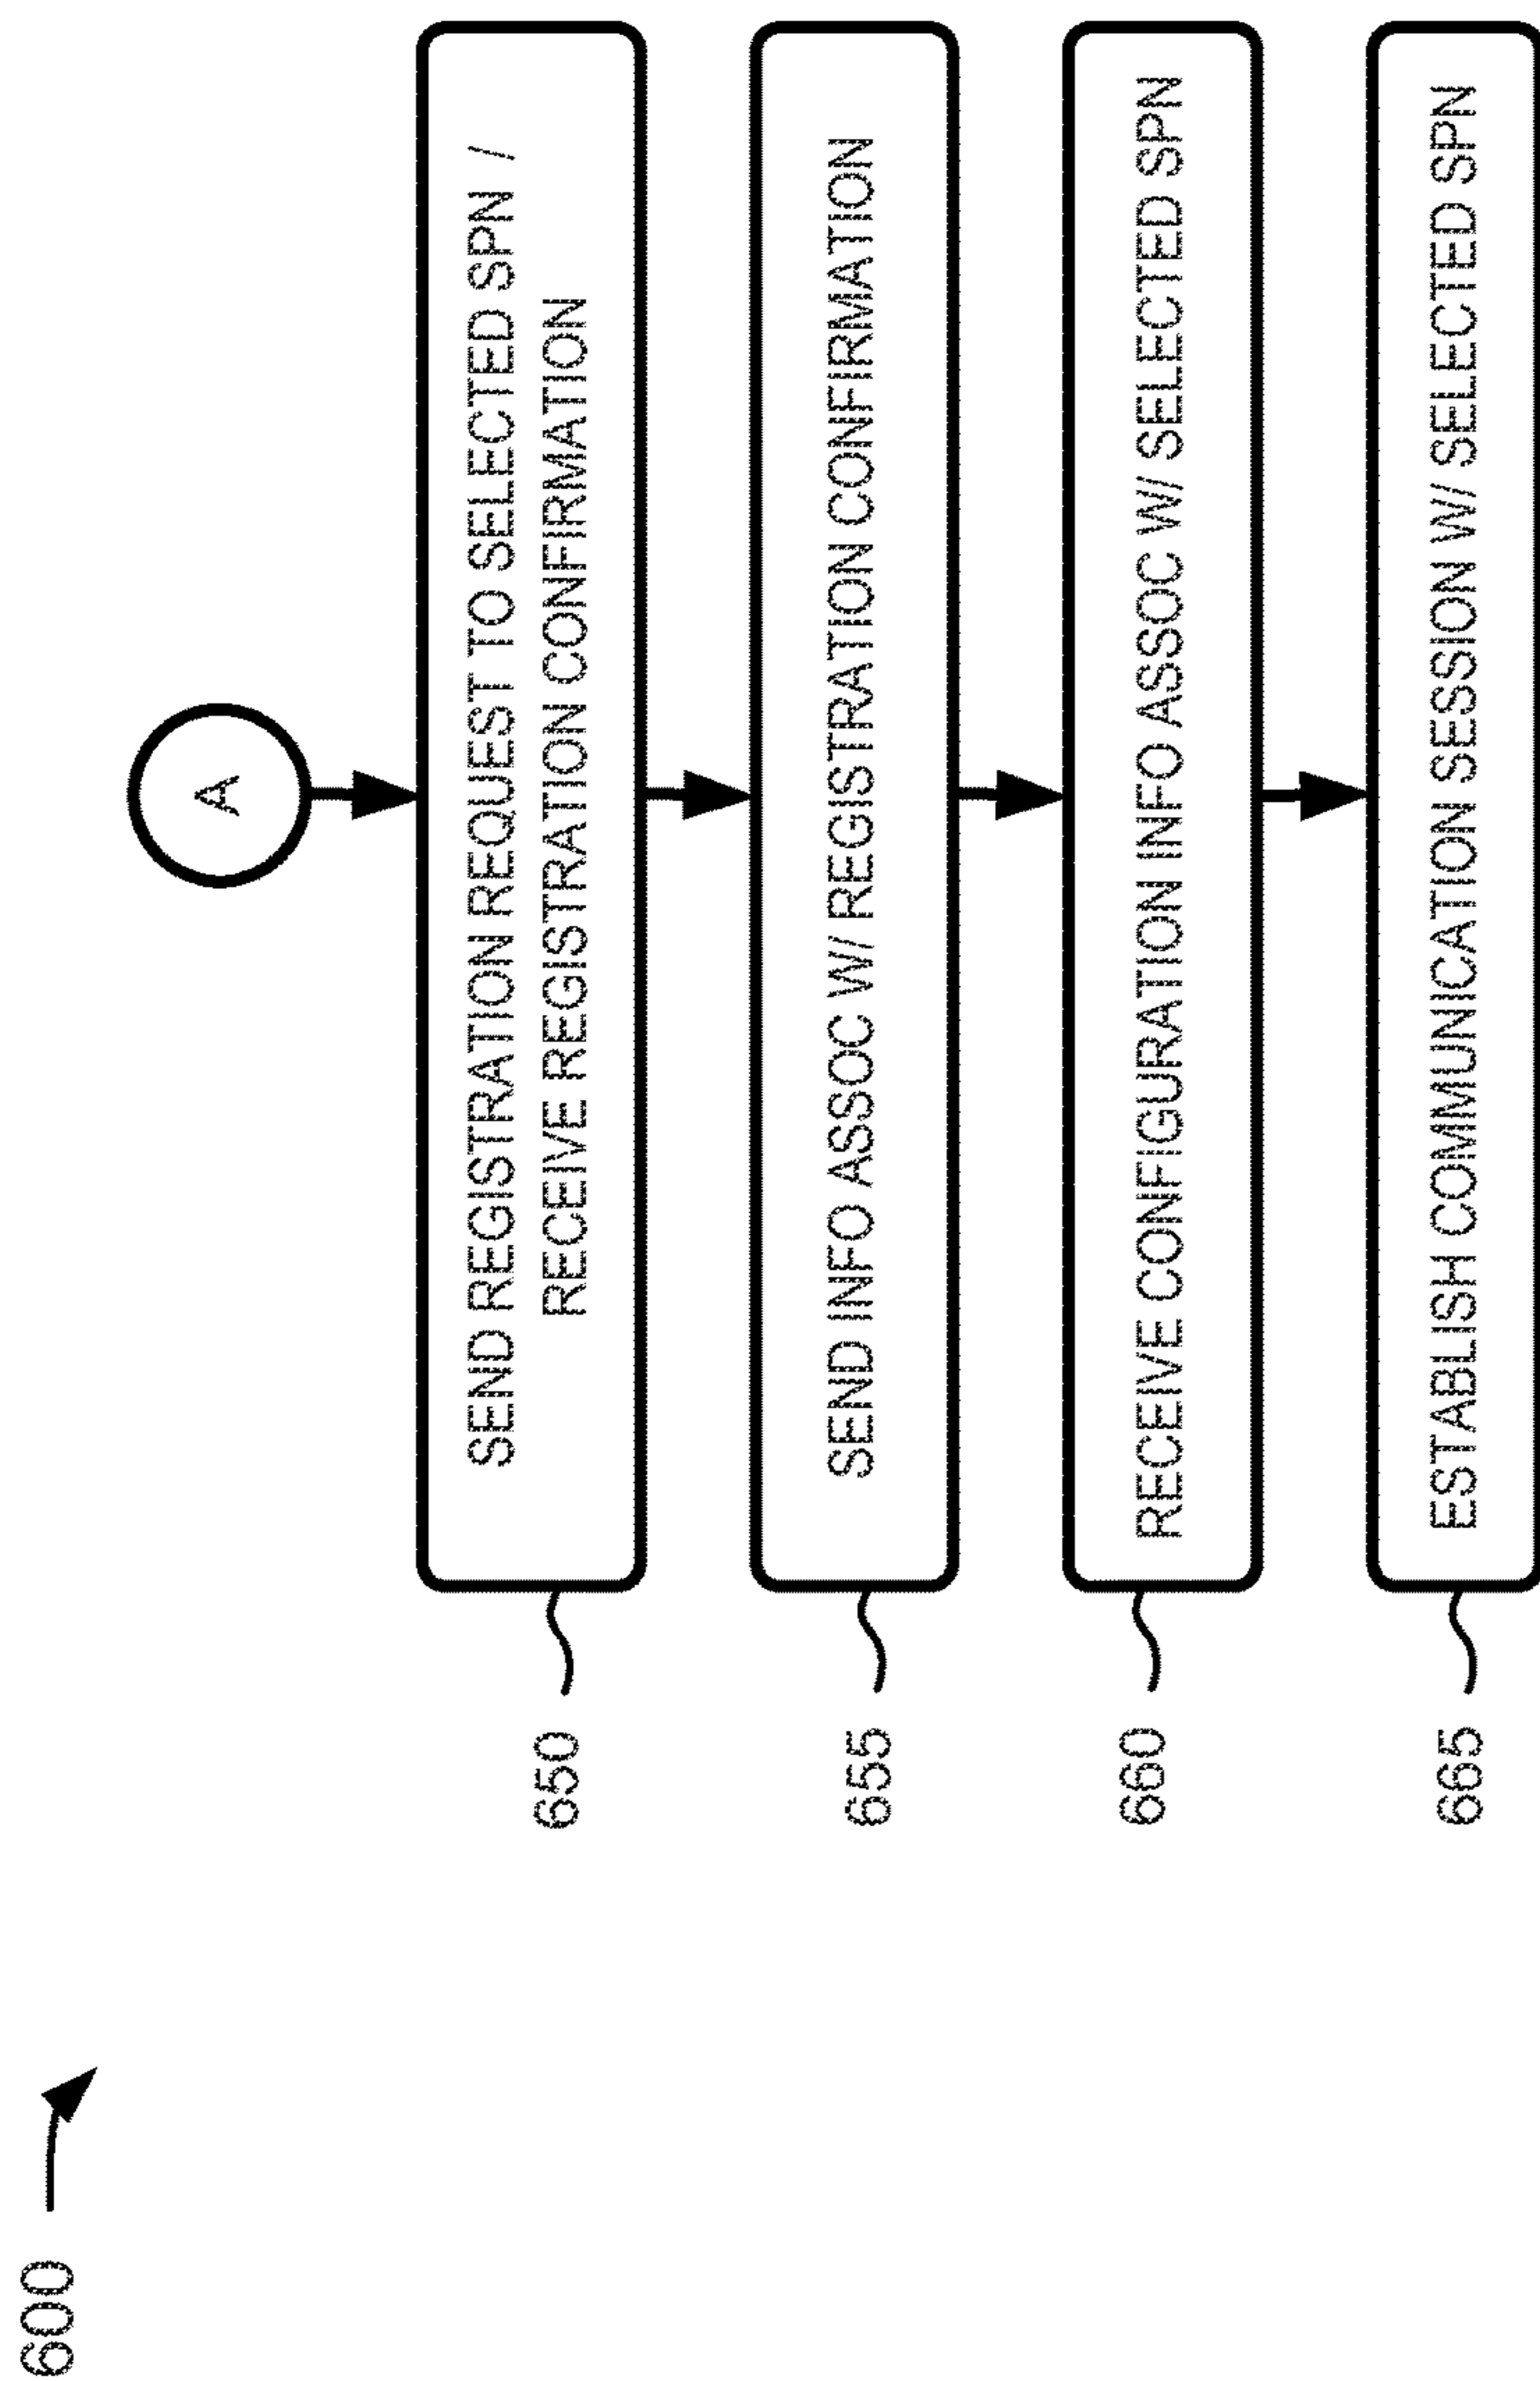 600
A
650
SEND REGISTRATION REQUEST TO SELECTED SPN /
RECEIVE REGISTRATION CONFIRMATION
655
SEND INFO ASSOC W/ REGISTRATION CONFIRMATION
660
RECEIVE CONFIGURATION INFO ASSOC W/ SELECTED SPN
665
ESTABLISH COMMUNICATION SESSION W/ SELECTED SPN